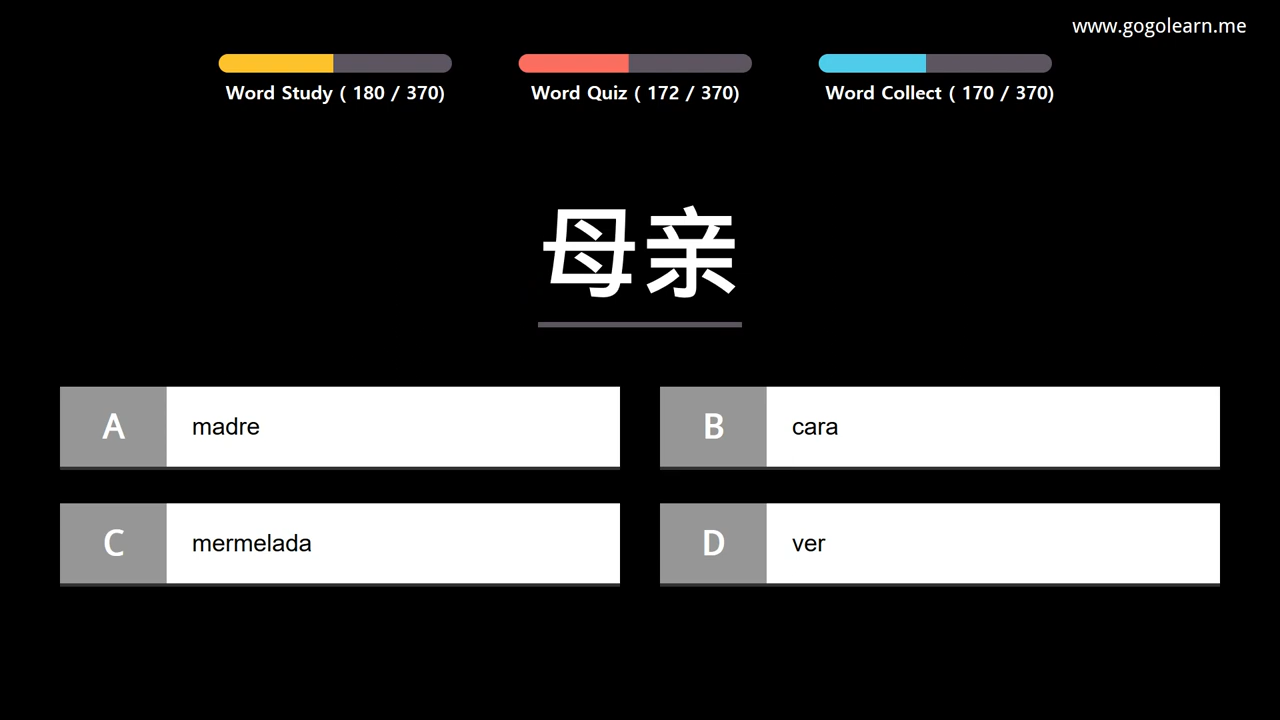 www.gogolearn.me
Word Study ( 180 / 370)
Word Quiz ( 172 / 370)
Word Collect ( 170 / 370)
母亲
A madre
B cara
C mermelada
D ver